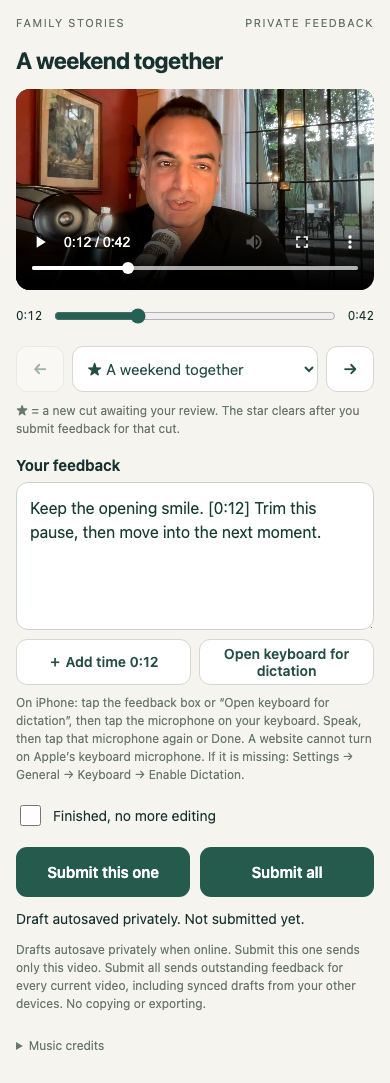 FAMILY STORIES PRIVATE FEEDBACK
A weekend together
0:12 / 0:42
0:12 0:42
← ★ A weekend together →
★ = a new cut awaiting your review. The star clears after you
submit feedback for that cut.
Your feedback
Keep the opening smile. [0:12] Trim this
pause, then move into the next moment.
+ Add time 0:12
Open keyboard for
dictation
On iPhone: tap the feedback box or “Open keyboard for
dictation”, then tap the microphone on your keyboard. Speak,
then tap that microphone again or Done. A website cannot turn
on Apple’s keyboard microphone. If it is missing: Settings →
General → Keyboard → Enable Dictation.
Finished, no more editing
Submit this one Submit all
Draft autosaved privately. Not submitted yet.
Drafts autosave privately when online. Submit this one sends
only this video. Submit all sends outstanding feedback for
every current video, including synced drafts from your other
devices. No copying or exporting.
Music credits